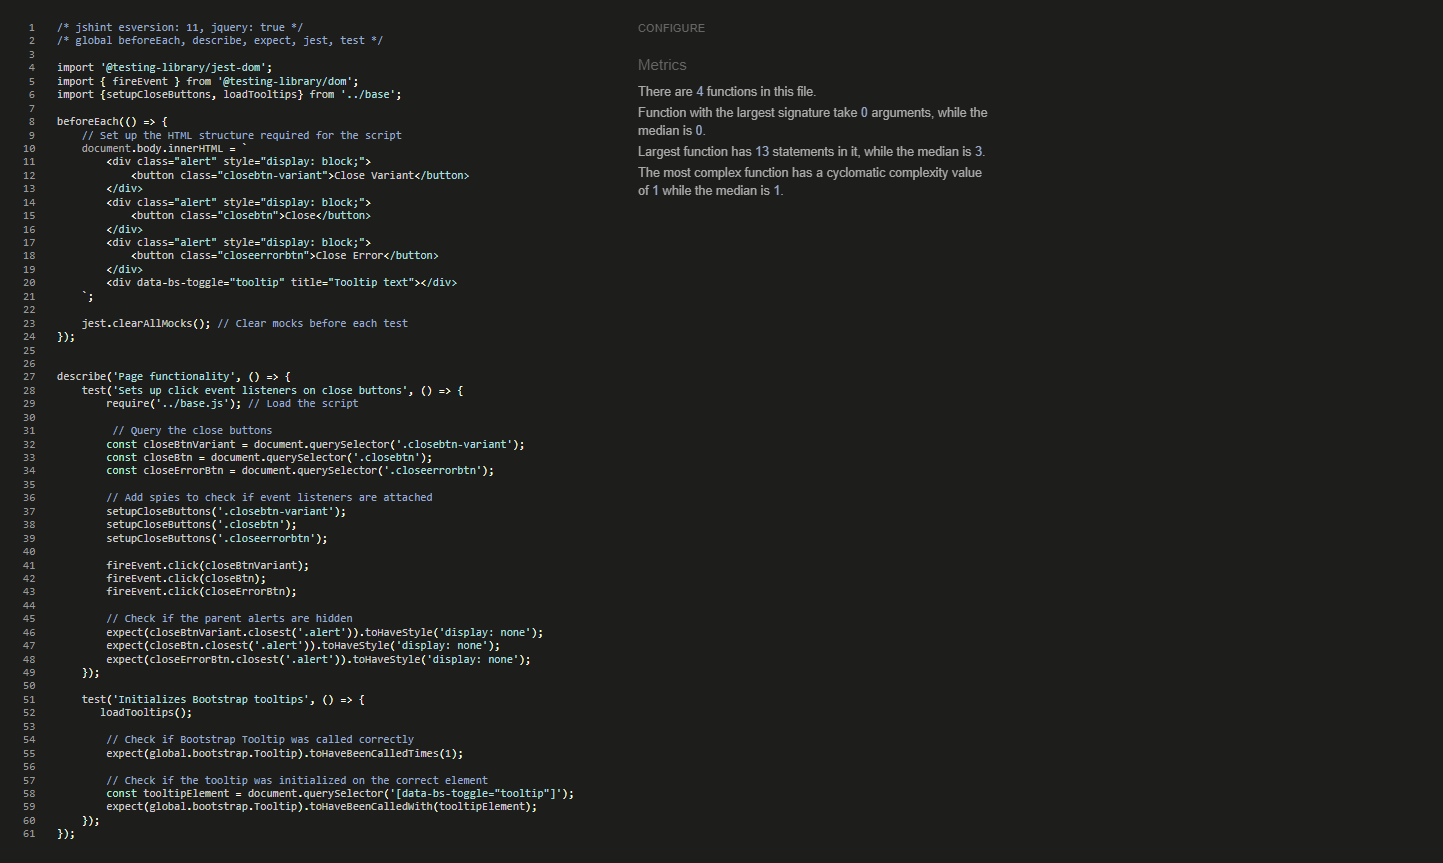 1 /* jshint esversion: 11, jquery: true */
2 /* global beforeEach, describe, expect, jest, test */
3
4 import '@testing-library/jest-dom';
5 import { fireEvent } from '@testing-library/dom';
6 import {setupCloseButtons, loadTooltips} from '../base';
7
8 beforeEach(() => {
9     // Set up the HTML structure required for the script
10     document.body.innerHTML = `
11         <div class="alert" style="display: block;">
12             <button class="closebtn-variant">Close Variant</button>
13         </div>
14         <div class="alert" style="display: block;">
15             <button class="closebtn">Close</button>
16         </div>
17         <div class="alert" style="display: block;">
18             <button class="closeerrorbtn">Close Error</button>
19         </div>
20         <div data-bs-toggle="tooltip" title="Tooltip text"></div>
21     `;
22
23     jest.clearAllMocks(); // Clear mocks before each test
24 });
25
26
27 describe('Page functionality', () => {
28     test('Sets up click event listeners on close buttons', () => {
29         require('../base.js'); // Load the script
30
31          // Query the close buttons
32         const closeBtnVariant = document.querySelector('.closebtn-variant');
33         const closeBtn = document.querySelector('.closebtn');
34         const closeErrorBtn = document.querySelector('.closeerrorbtn');
35
36         // Add spies to check if event listeners are attached
37         setupCloseButtons('.closebtn-variant');
38         setupCloseButtons('.closebtn');
39         setupCloseButtons('.closeerrorbtn');
40
41         fireEvent.click(closeBtnVariant);
42         fireEvent.click(closeBtn);
43         fireEvent.click(closeErrorBtn);
44
45         // Check if the parent alerts are hidden
46         expect(closeBtnVariant.closest('.alert')).toHaveStyle('display: none');
47         expect(closeBtn.closest('.alert')).toHaveStyle('display: none');
48         expect(closeErrorBtn.closest('.alert')).toHaveStyle('display: none');
49     });
50
51     test('Initializes Bootstrap tooltips', () => {
52        loadTooltips();
53
54         // Check if Bootstrap Tooltip was called correctly
55         expect(global.bootstrap.Tooltip).toHaveBeenCalledTimes(1);
56
57         // Check if the tooltip was initialized on the correct element
58         const tooltipElement = document.querySelector('[data-bs-toggle="tooltip"]');
59         expect(global.bootstrap.Tooltip).toHaveBeenCalledWith(tooltipElement);
60     });
61 });
CONFIGURE
Metrics
There are 4 functions in this file.
Function with the largest signature take 0 arguments, while the
median is 0.
Largest function has 13 statements in it, while the median is 3.
The most complex function has a cyclomatic complexity value
of 1 while the median is 1.